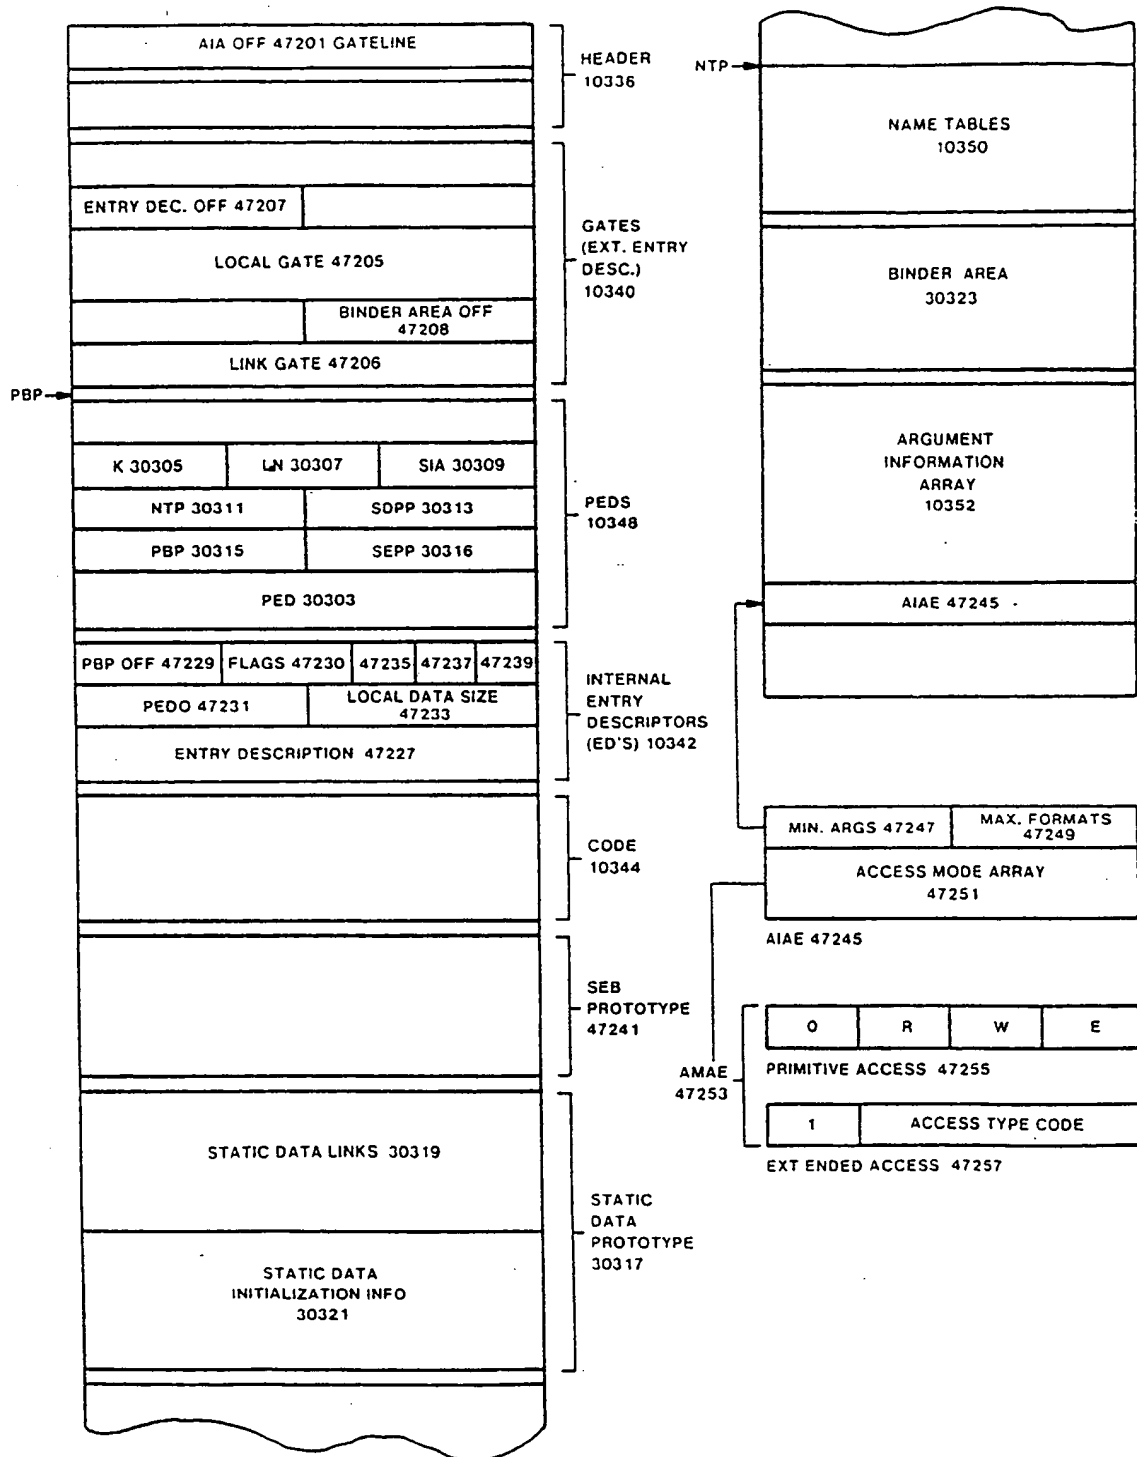 AIA OFF 47201 GATELINE
HEADER
10336
ENTRY DEC. OFF 47207
LOCAL GATE 47205
BINDER AREA OFF
47208
LINK GATE 47206
GATES
(EXT. ENTRY
DESC.)
10340
PBP
K 30305
LN 30307
SIA 30309
NTP 30311
SDPP 30313
PBP 30315
SEPP 30316
PED 30303
PEDS
10348
PBP OFF 47229
FLAGS 47230
47235
47237
47239
PEDO 47231
LOCAL DATA SIZE
47233
ENTRY DESCRIPTION 47227
INTERNAL
ENTRY
DESCRIPTORS
(ED'S) 10342
CODE
10344
SEB
PROTOTYPE
47241
STATIC DATA LINKS 30319
STATIC DATA
INITIALIZATION INFO
30321
STATIC
DATA
PROTOTYPE
30317
NTP
NAME TABLES
10350
BINDER AREA
30323
ARGUMENT
INFORMATION
ARRAY
10352
AIAE 47245
MIN. ARGS 47247
MAX. FORMATS
47249
ACCESS MODE ARRAY
47251
AIAE 47245
AMAE
47253
O
R
W
E
PRIMITIVE ACCESS 47255
1
ACCESS TYPE CODE
EXT ENDED ACCESS 47257